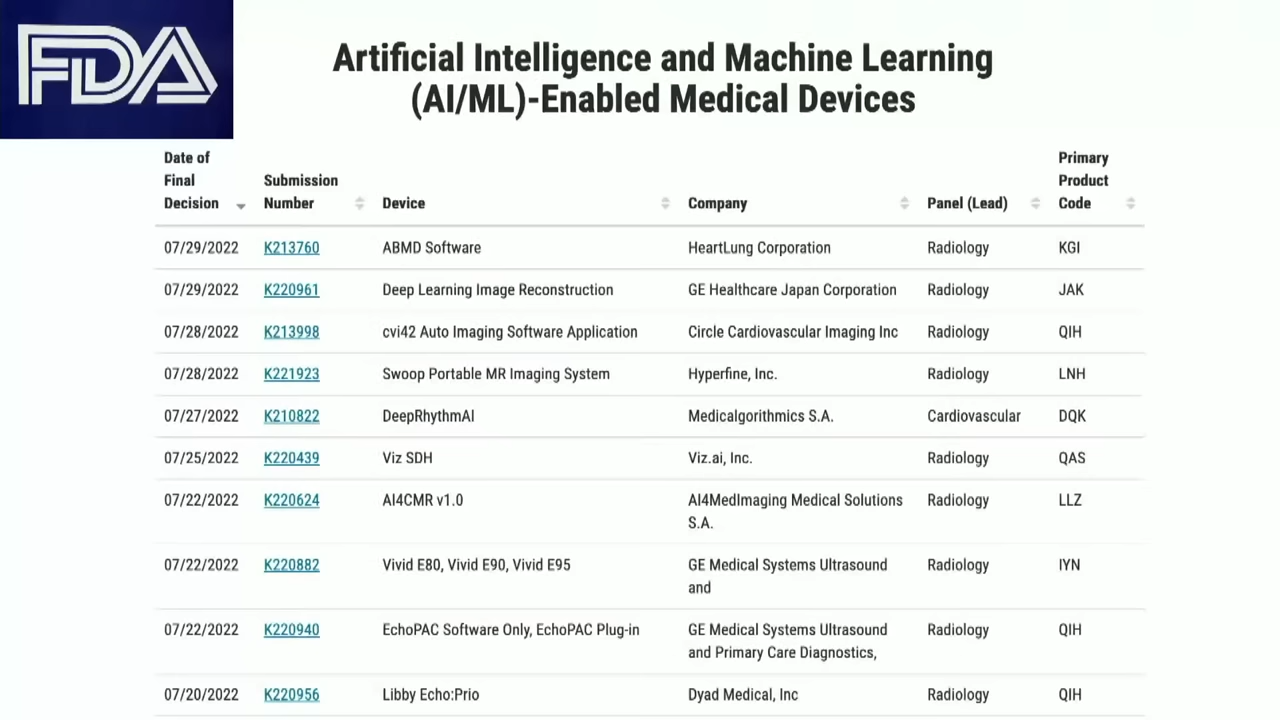 FDA
Artificial Intelligence and Machine Learning
(AI/ML)-Enabled Medical Devices
Date of Final Decision Submission Number Device Company Panel (Lead) Primary Product Code
07/29/2022 K213760 ABMD Software HeartLung Corporation Radiology KGI
07/29/2022 K220961 Deep Learning Image Reconstruction GE Healthcare Japan Corporation Radiology JAK
07/28/2022 K213998 cvi42 Auto Imaging Software Application Circle Cardiovascular Imaging Inc Radiology QIH
07/28/2022 K221923 Swoop Portable MR Imaging System Hyperfine, Inc. Radiology LNH
07/27/2022 K210822 DeepRhythmAI Medicalgorithmics S.A. Cardiovascular DQK
07/25/2022 K220439 Viz SDH Viz.ai, Inc. Radiology QAS
07/22/2022 K220624 AI4CMR v1.0 AI4MedImaging Medical Solutions S.A. Radiology LLZ
07/22/2022 K220882 Vivid E80, Vivid E90, Vivid E95 GE Medical Systems Ultrasound and Radiology IYN
07/22/2022 K220940 EchoPAC Software Only, EchoPAC Plug-in GE Medical Systems Ultrasound and Primary Care Diagnostics, Radiology QIH
07/20/2022 K220956 Libby Echo:Prio Dyad Medical, Inc Radiology QIH